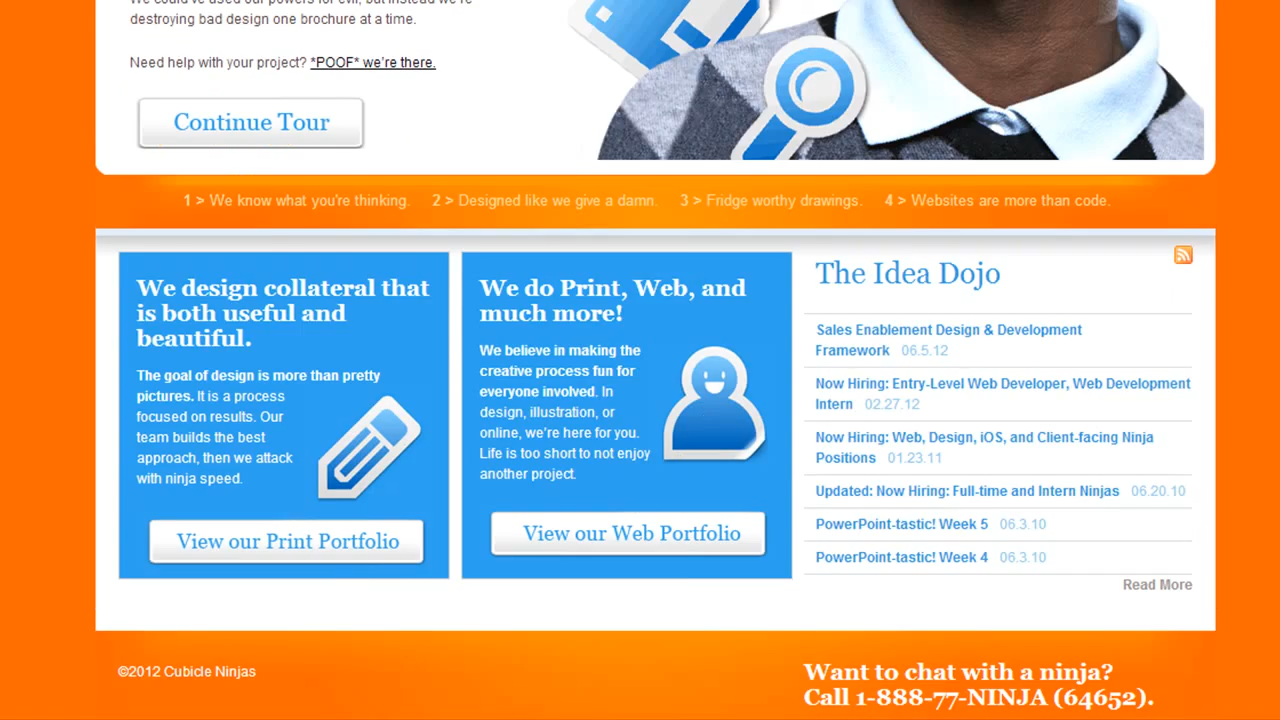 destroying bad design one brochure at a time.
Need help with your project? *POOF* we're there.
Continue Tour
1 > We know what you're thinking. 2 > Designed like we give a damn. 3 > Fridge worthy drawings. 4 > Websites are more than code.
We design collateral that
is both useful and
beautiful.
The goal of design is more than pretty
pictures. It is a process
focused on results. Our
team builds the best
approach, then we attack
with ninja speed.
View our Print Portfolio
We do Print, Web, and
much more!
We believe in making the
creative process fun for
everyone involved. In
design, illustration, or
online, we're here for you.
Life is too short to not enjoy
another project.
View our Web Portfolio
The Idea Dojo
Sales Enablement Design & Development
Framework 06.5.12
Now Hiring: Entry-Level Web Developer, Web Development
Intern 02.27.12
Now Hiring: Web, Design, iOS, and Client-facing Ninja
Positions 01.23.11
Updated: Now Hiring: Full-time and Intern Ninjas 06.20.10
PowerPoint-tastic! Week 5 06.3.10
PowerPoint-tastic! Week 4 06.3.10
Read More
©2012 Cubicle Ninjas
Want to chat with a ninja?
Call 1-888-77-NINJA (64652).